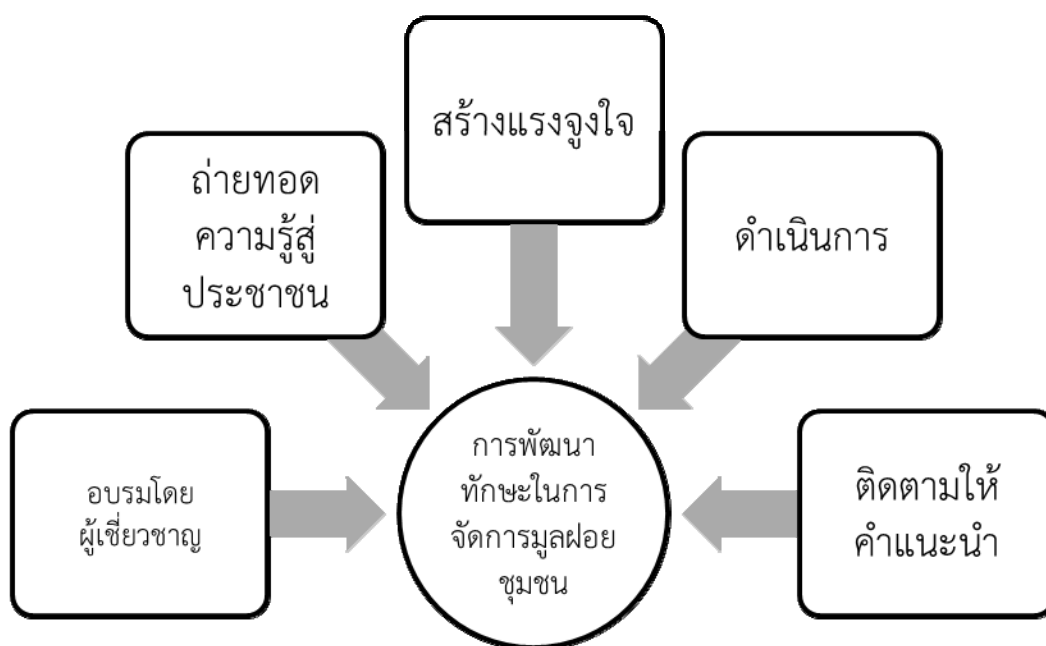 สร้างแรงจูงใจ
ถ่ายทอด
ความรู้สู่
ประชาชน
ดำเนินการ
อบรมโดย
ผู้เชี่ยวชาญ
การพัฒนา
ทักษะในการ
จัดการมูลฝอย
ชุมชน
ติดตามให้
คำแนะนำ